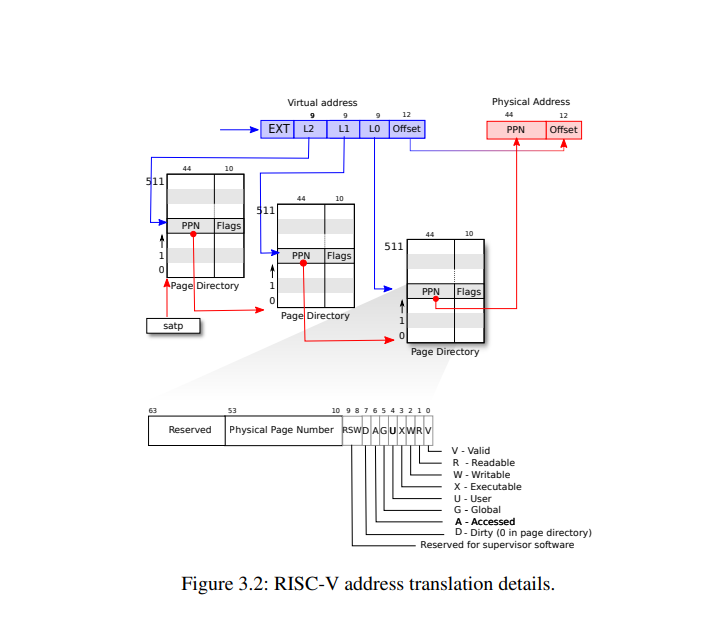 Virtual address
Physical Address
9 9 9 12
44 12
EXT L2 L1 L0 Offset
PPN Offset
44 10
511
PPN Flags
1
0
Page Directory
satp
44 10
511
PPN Flags
1
0
Page Directory
44 10
511
PPN Flags
1
0
Page Directory
63 53 10 9 8 7 6 5 4 3 2 1 0
Reserved Physical Page Number RSW D A G U X W R V
V - Valid
R - Readable
W - Writable
X - Executable
U - User
G - Global
A - Accessed
D - Dirty (0 in page directory)
Reserved for supervisor software
Figure 3.2: RISC-V address translation details.